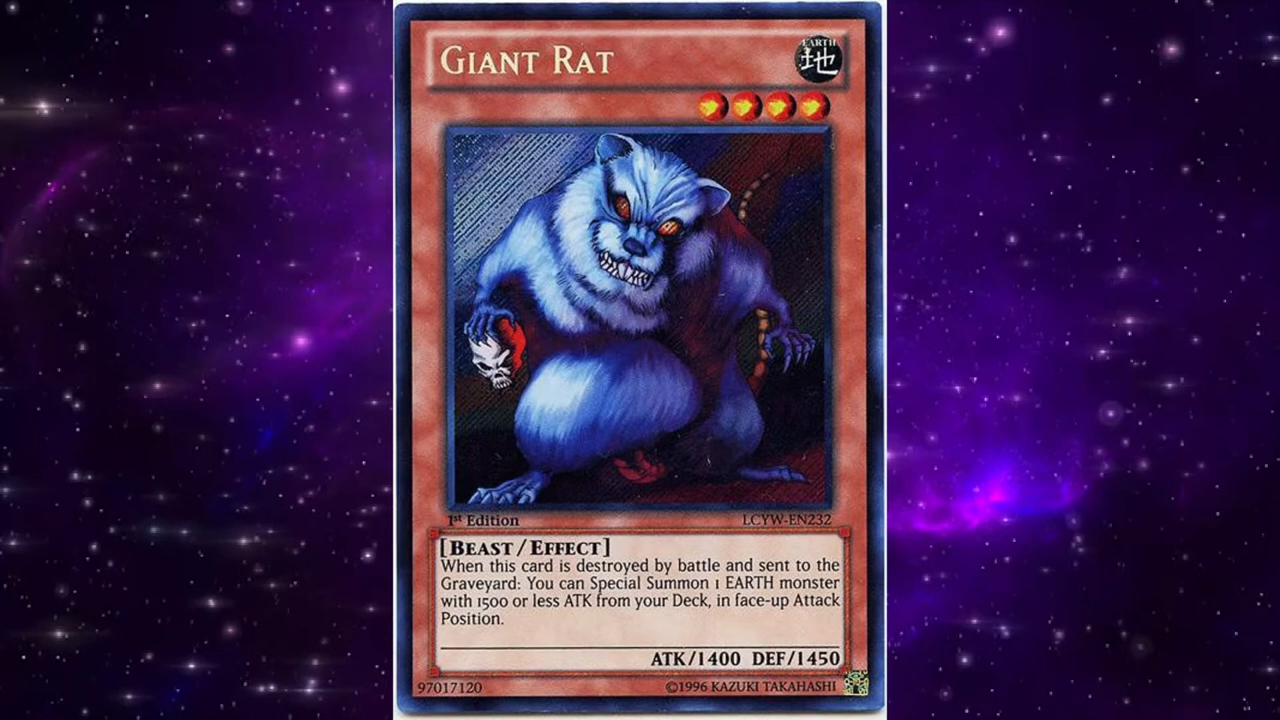 GIANT RAT
EARTH
地
1st Edition
LCYW-EN232
[BEAST/EFFECT]
When this card is destroyed by battle and sent to the
Graveyard: You can Special Summon 1 EARTH monster
with 1500 or less ATK from your Deck, in face-up Attack
Position.
ATK/1400 DEF/1450
97017120
©1996 KAZUKI TAKAHASHI